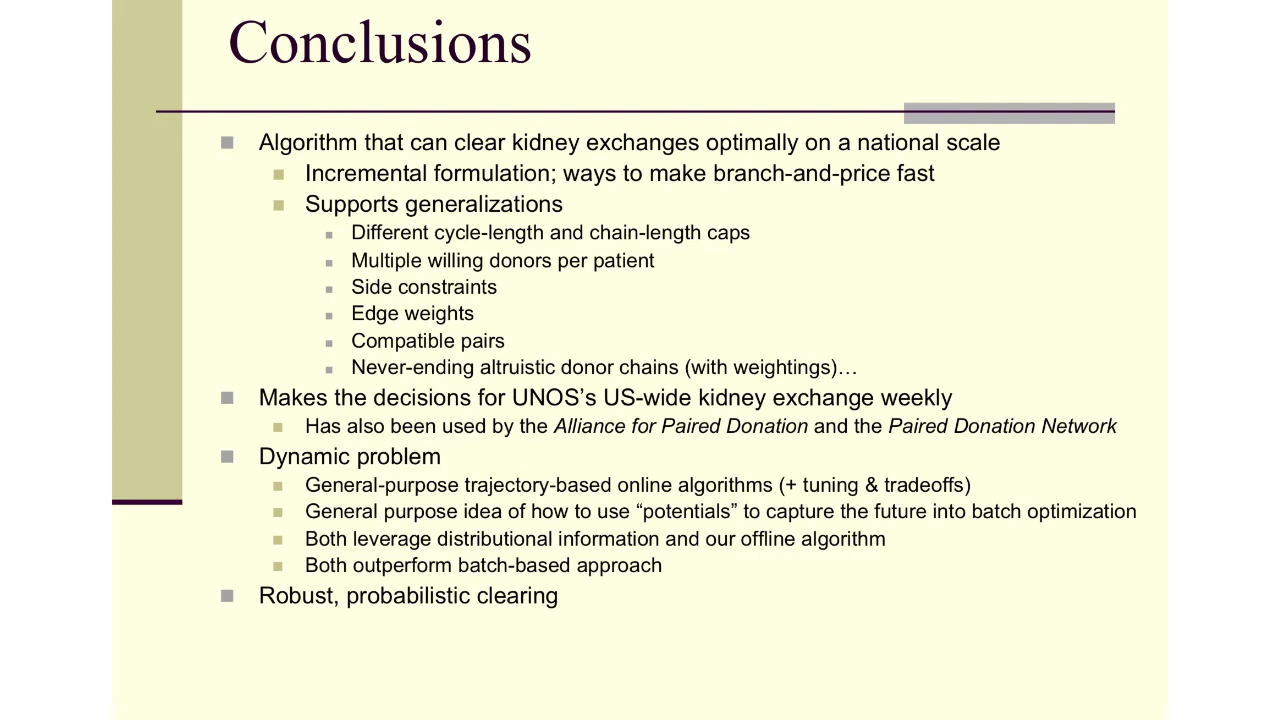 Conclusions
Algorithm that can clear kidney exchanges optimally on a national scale
Incremental formulation; ways to make branch-and-price fast
Supports generalizations
Different cycle-length and chain-length caps
Multiple willing donors per patient
Side constraints
Edge weights
Compatible pairs
Never-ending altruistic donor chains (with weightings)…
Makes the decisions for UNOS’s US-wide kidney exchange weekly
Has also been used by the Alliance for Paired Donation and the Paired Donation Network
Dynamic problem
General-purpose trajectory-based online algorithms (+ tuning & tradeoffs)
General purpose idea of how to use “potentials” to capture the future into batch optimization
Both leverage distributional information and our offline algorithm
Both outperform batch-based approach
Robust, probabilistic clearing